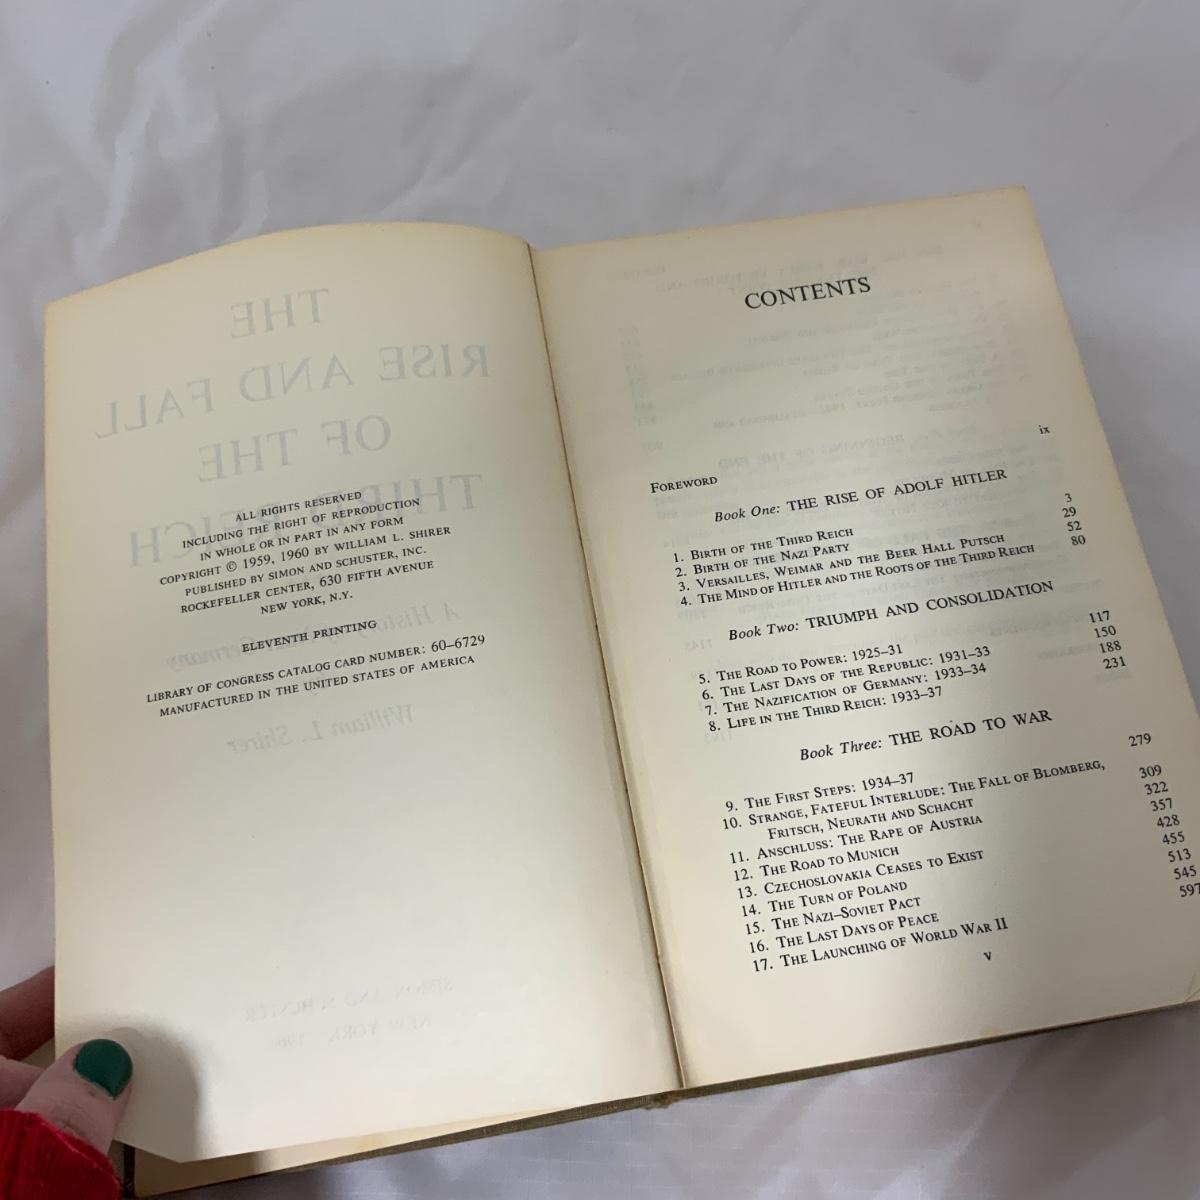 THE
RISE AND FALL
OF THE
THIRD REICH
ALL RIGHTS RESERVED
INCLUDING THE RIGHT OF REPRODUCTION
IN WHOLE OR IN PART IN ANY FORM
COPYRIGHT © 1959, 1960 BY WILLIAM L. SHIRER
PUBLISHED BY SIMON AND SCHUSTER, INC.
ROCKEFELLER CENTER, 630 FIFTH AVENUE
NEW YORK, N.Y.
ELEVENTH PRINTING
LIBRARY OF CONGRESS CATALOG CARD NUMBER: 60–6729
MANUFACTURED IN THE UNITED STATES OF AMERICA
William L. Shirer
CONTENTS
FOREWORD ix
Book One: THE RISE OF ADOLF HITLER
1. BIRTH OF THE THIRD REICH 3
2. BIRTH OF THE NAZI PARTY 29
3. VERSAILLES, WEIMAR AND THE BEER HALL PUTSCH 52
4. THE MIND OF HITLER AND THE ROOTS OF THE THIRD REICH 80
Book Two: TRIUMPH AND CONSOLIDATION
5. THE ROAD TO POWER: 1925–31 117
6. THE LAST DAYS OF THE REPUBLIC: 1931–33 150
7. THE NAZIFICATION OF GERMANY: 1933–34 188
8. LIFE IN THE THIRD REICH: 1933–37 231
Book Three: THE ROAD TO WAR
9. THE FIRST STEPS: 1934–37 279
10. STRANGE, FATEFUL INTERLUDE: THE FALL OF BLOMBERG,
FRITSCH, NEURATH AND SCHACHT 309
11. ANSCHLUSS: THE RAPE OF AUSTRIA 322
12. THE ROAD TO MUNICH 357
13. CZECHOSLOVAKIA CEASES TO EXIST 428
14. THE TURN OF POLAND 455
15. THE NAZI–SOVIET PACT 513
16. THE LAST DAYS OF PEACE 545
17. THE LAUNCHING OF WORLD WAR II 597
v